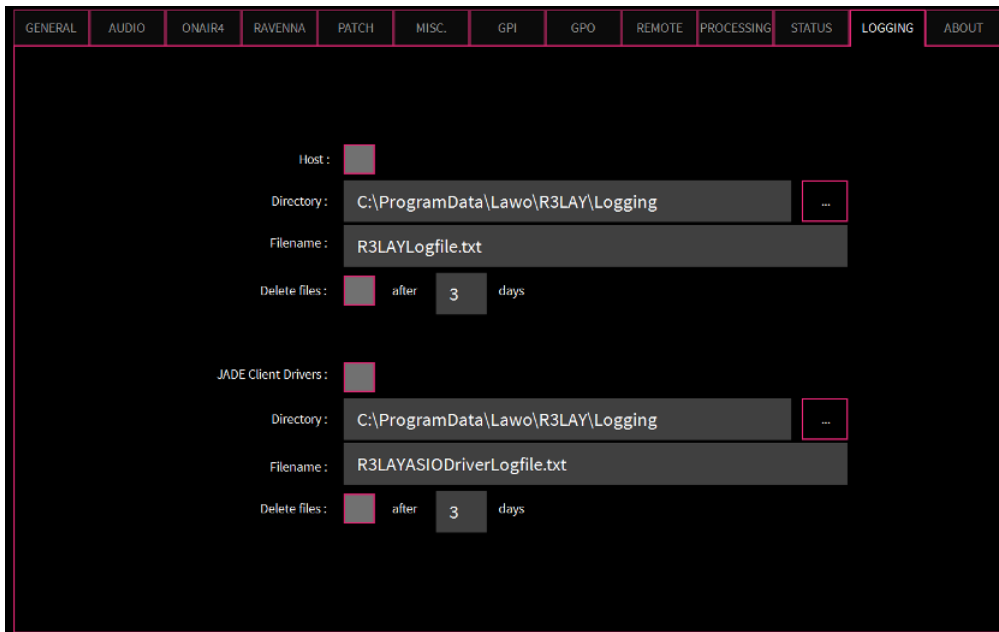 GENERAL AUDIO ONAIR4 RAVENNA PATCH MISC. GPI GPO REMOTE PROCESSING STATUS LOGGING ABOUT
Host :
Directory : C:\ProgramData\Lawo\R3LAY\Logging ...
Filename : R3LAYLogfile.txt
Delete files : after 3 days
JADE Client Drivers :
Directory : C:\ProgramData\Lawo\R3LAY\Logging ...
Filename : R3LAYASIODriverLogfile.txt
Delete files : after 3 days